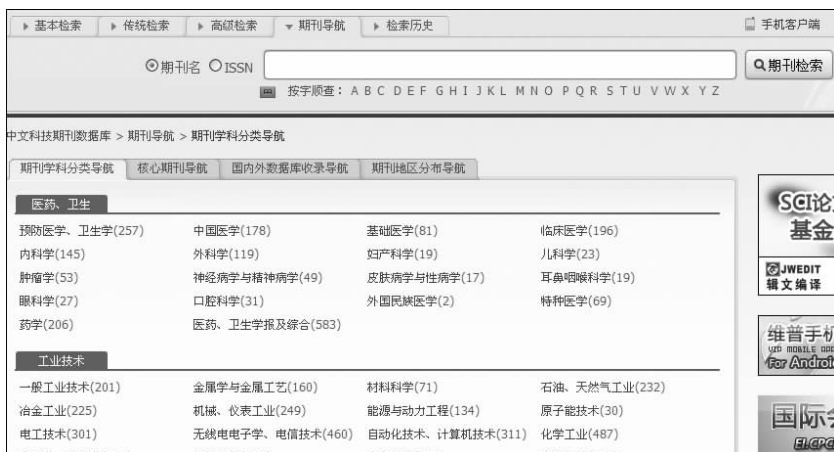 基本检索 传统检索 高级检索 期刊导航 检索历史 手机客户端
期刊名 ISSN 期刊检索
按字顺查： A B C D E F G H I J K L M N O P Q R S T U V W X Y Z
中文科技期刊数据库 > 期刊导航 > 期刊学科分类导航
期刊学科分类导航 核心期刊导航 国内外数据库收录导航 期刊地区分布导航
医药、卫生
预防医学、卫生学(257) 中国医学(178) 基础医学(81) 临床医学(196)
内科学(145) 外科学(119) 妇产科学(19) 儿科学(23)
肿瘤学(53) 神经病学与精神病学(49) 皮肤病学与性病学(17) 耳鼻咽喉科学(19)
眼科学(27) 口腔科学(31) 外国民族医学(2) 特种医学(69)
药学(206) 医药、卫生学报及综合(583)
工业技术
一般工业技术(201) 金属学与金属工艺(160) 材料科学(71) 石油、天然气工业(232)
冶金工业(225) 机械、仪表工业(249) 能源与动力工程(134) 原子能技术(30)
电工技术(301) 无线电电子学、电信技术(460) 自动化技术、计算机技术(311) 化学工业(487)
SCI论
基金
JWEDIT
辑文编译
维普手机
VIP MOBILE APP
For Android
国际